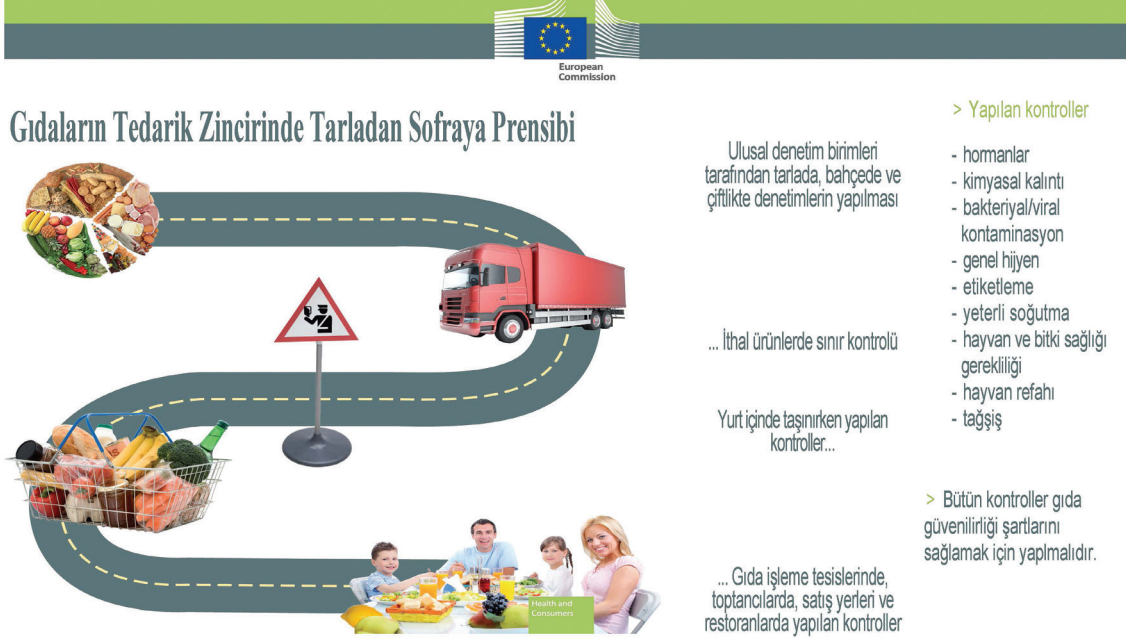 European
Commission
Gıdaların Tedarik Zincirinde Tarladan Sofraya Prensibi
Ulusal denetim birimleri
tarafından tarlada, bahçede ve
çiftlikte denetimlerin yapılması
... İthal ürünlerde sınır kontrolü
Yurt içinde taşınırken yapılan
kontroller...
... Gıda işleme tesislerinde,
toptancılarda, satış yerleri ve
restoranlarda yapılan kontroller
> Yapılan kontroller
- hormanlar
- kimyasal kalıntı
- bakteriyal/viral
kontaminasyon
- genel hijyen
- etiketleme
- yeterli soğutma
- hayvan ve bitki sağlığı
gerekliliği
- hayvan refahı
- tağşiş
> Bütün kontroller gıda
güvenilirliği şartlarını
sağlamak için yaplmalıdır.
Health and
Consumers